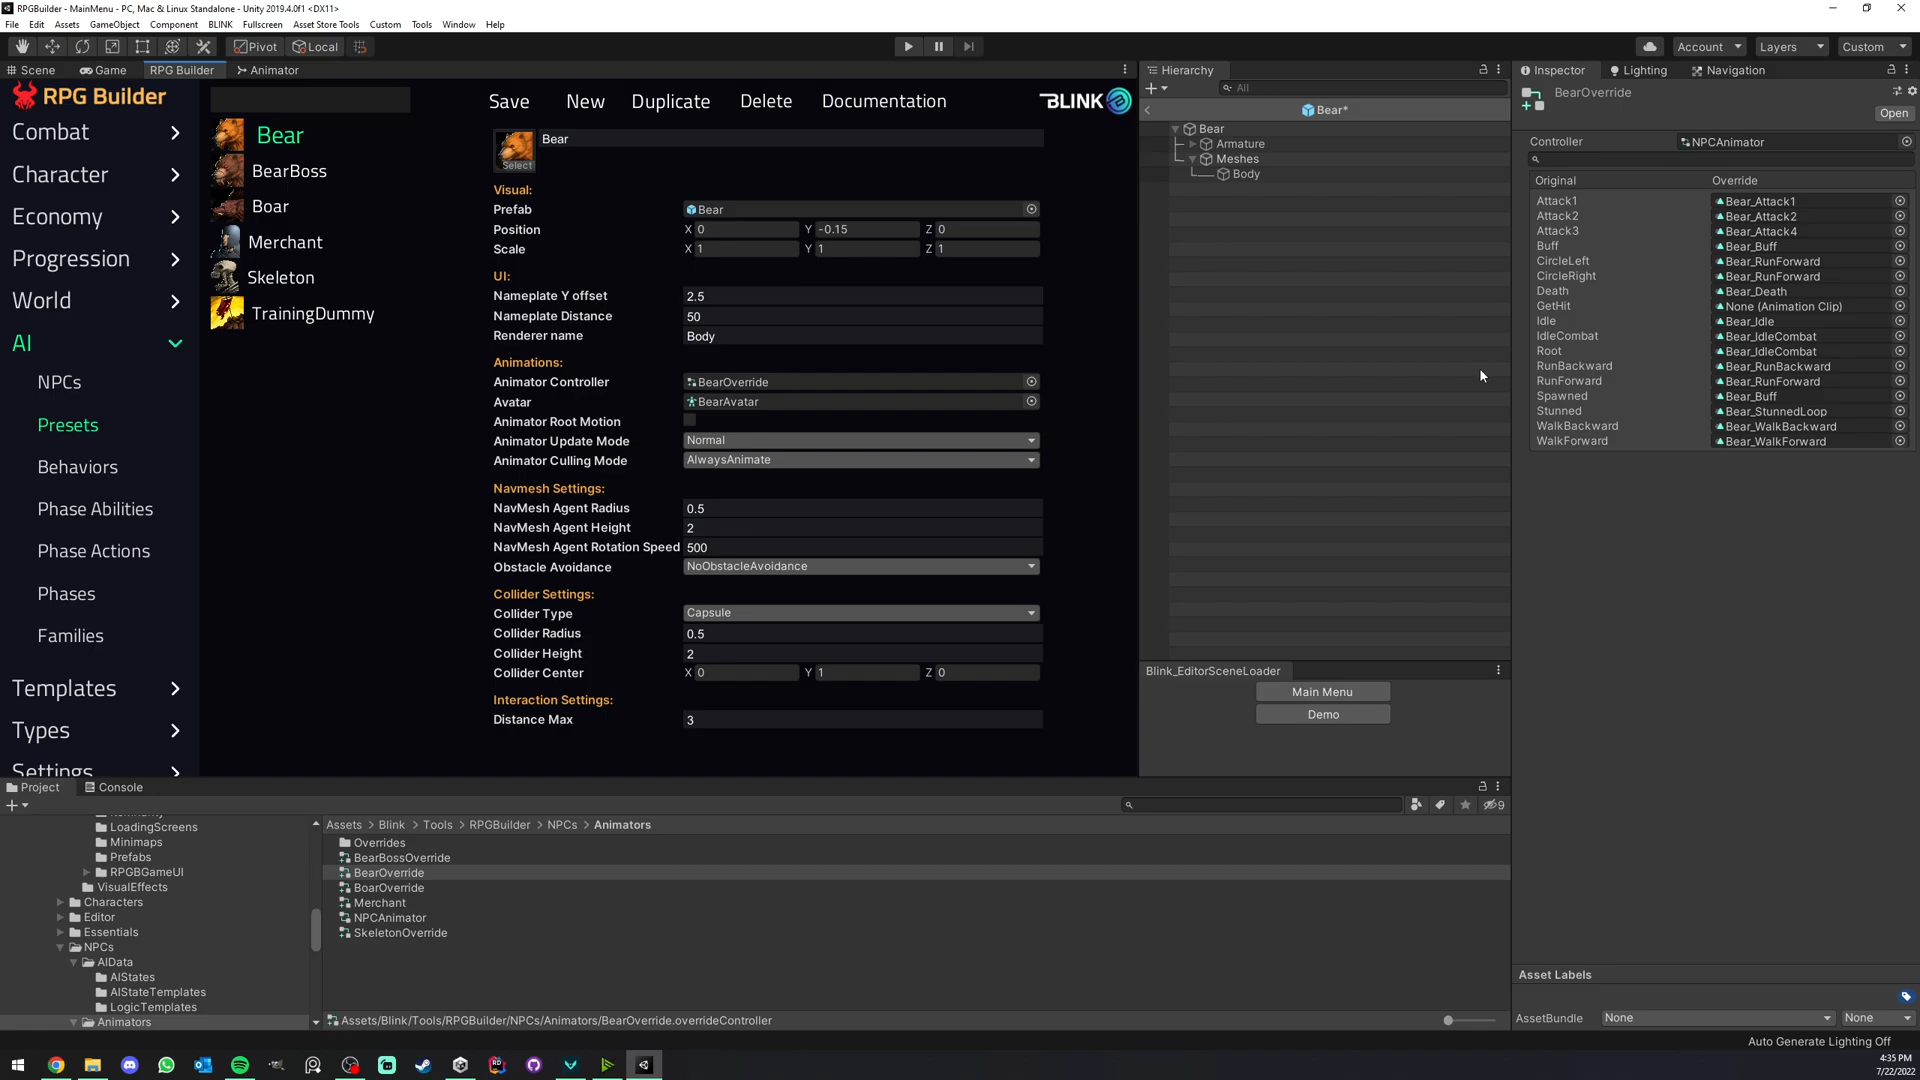 RPGBuilder - MainMenu - PC, Mac & Linux Standalone - Unity 2019.4.0f1 <DX11>
File Edit Assets GameObject Component BLINK Fullscreen Asset Store Tools Custom Tools Window Help
Pivot Local
Account Layers Custom
Scene Game RPG Builder Animator
RPG Builder
Combat
Character
Economy
Progression
World
AI
NPCs
Presets
Behaviors
Phase Abilities
Phase Actions
Phases
Families
Templates
Types
Settings
Bear
BearBoss
Boar
Merchant
Skeleton
TrainingDummy
Save New Duplicate Delete Documentation
BLINK
Select
Bear
Visual:
Prefab Bear
Position X 0 Y -0.15 Z 0
Scale X 1 Y 1 Z 1
UI:
Nameplate Y offset 2.5
Nameplate Distance 50
Renderer name Body
Animations:
Animator Controller BearOverride
Avatar BearAvatar
Animator Root Motion
Animator Update Mode Normal
Animator Culling Mode AlwaysAnimate
Navmesh Settings:
NavMesh Agent Radius 0.5
NavMesh Agent Height 2
NavMesh Agent Rotation Speed 500
Obstacle Avoidance NoObstacleAvoidance
Collider Settings:
Collider Type Capsule
Collider Radius 0.5
Collider Height 2
Collider Center X 0 Y 1 Z 0
Interaction Settings:
Distance Max 3
Hierarchy
All
Bear*
Bear
Armature
Meshes
Body
Blink_EditorSceneLoader
Main Menu
Demo
Inspector Lighting Navigation
BearOverride
Open
Controller NPCAnimator
Original Override
Attack1 Bear_Attack1
Attack2 Bear_Attack2
Attack3 Bear_Attack4
Buff Bear_Buff
CircleLeft Bear_RunForward
CircleRight Bear_RunForward
Death Bear_Death
GetHit None (Animation Clip)
Idle Bear_Idle
IdleCombat Bear_IdleCombat
Root Bear_IdleCombat
RunBackward Bear_RunBackward
RunForward Bear_RunForward
Spawned Bear_Buff
Stunned Bear_StunnedLoop
WalkBackward Bear_WalkBackward
WalkForward Bear_WalkForward
Asset Labels
AssetBundle None None
Auto Generate Lighting Off
Project Console
9
LoadingScreens
Minimaps
Prefabs
RPGBGameUI
VisualEffects
Characters
Editor
Essentials
NPCs
AIData
AIStates
AIStateTemplates
LogicTemplates
Animators
Assets > Blink > Tools > RPGBuilder > NPCs > Animators
Overrides
BearBossOverride
BearOverride
BoarOverride
Merchant
NPCAnimator
SkeletonOverride
Assets/Blink/Tools/RPGBuilder/NPCs/Animators/BearOverride.overrideController
4:35 PM
7/22/2022